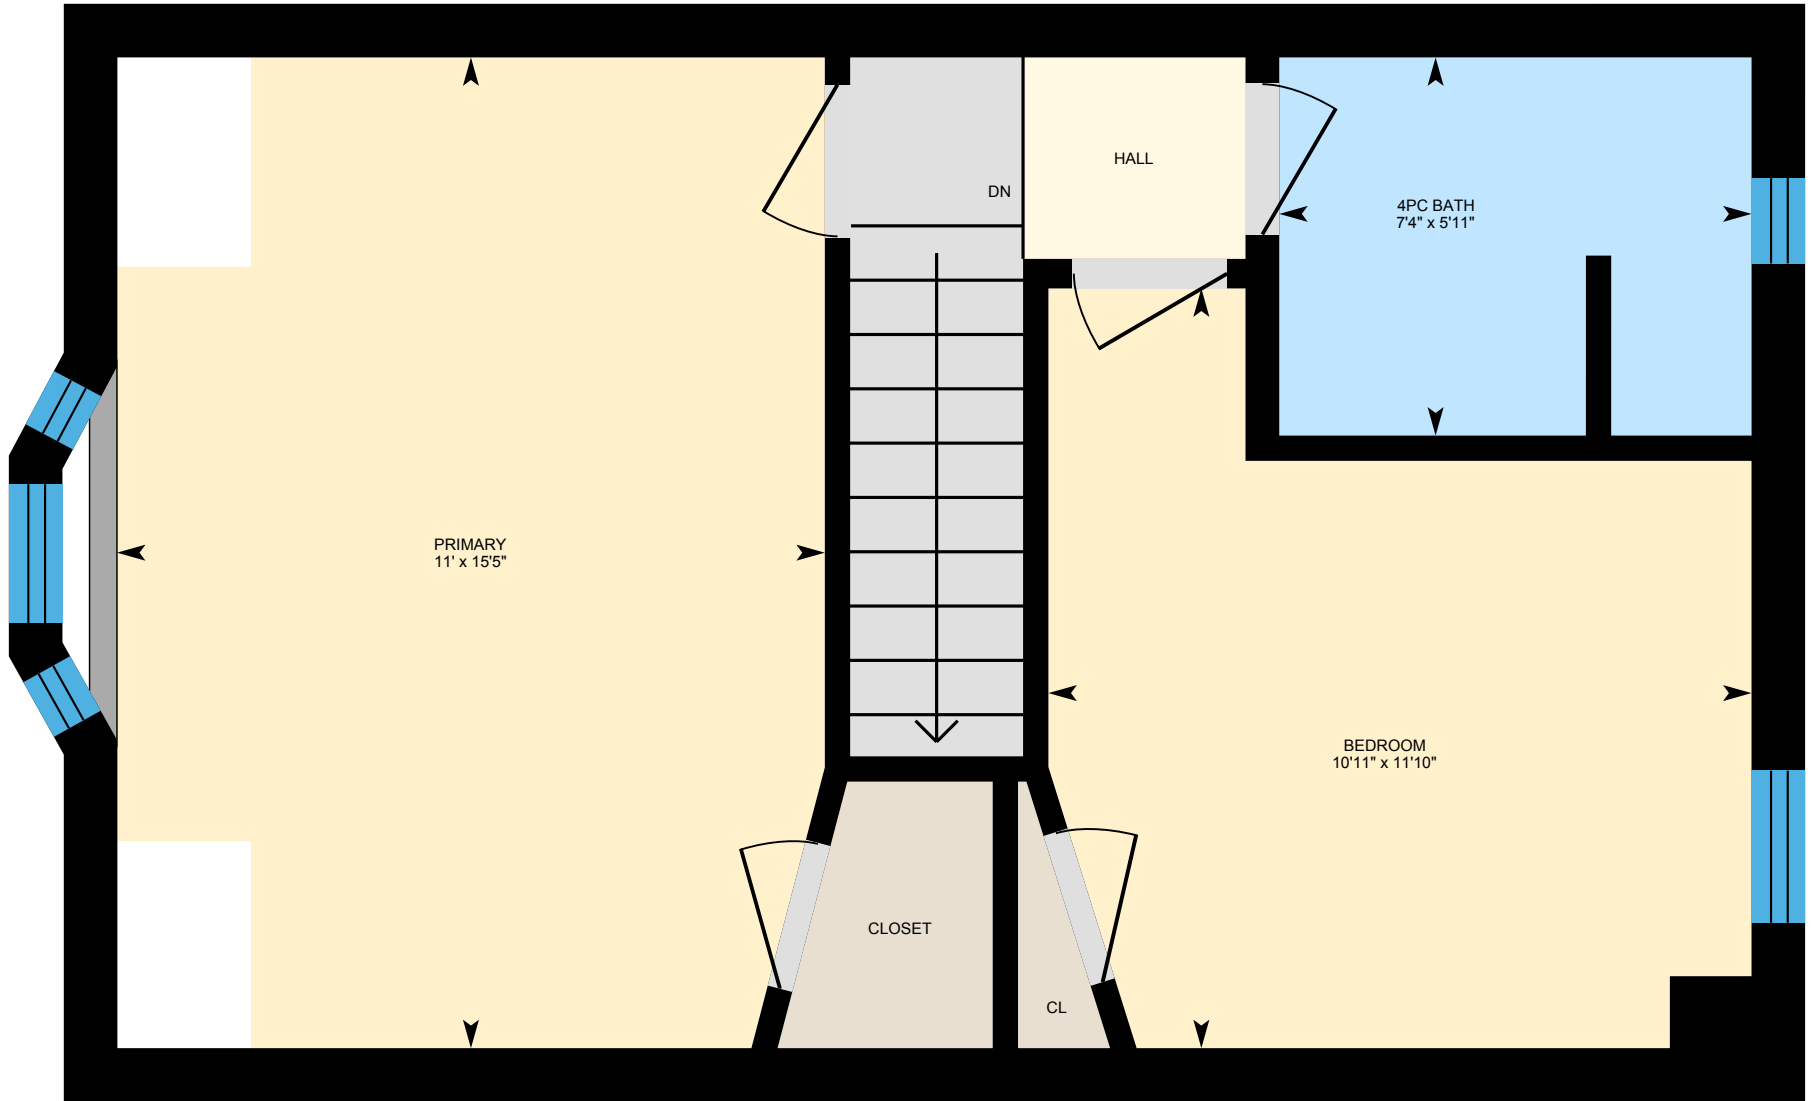 HALL
DN
4PC BATH
7'4" x 5'11"
PRIMARY
11' x 15'5"
BEDROOM
10'11" x 11'10"
CLOSET
CL